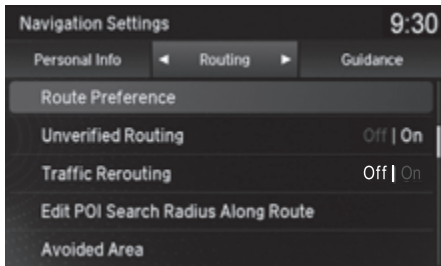 Navigation Settings 9:30
Personal Info Routing Guidance
Route Preference
Unverified Routing Off | On
Traffic Rerouting Off | On
Edit POI Search Radius Along Route
Avoided Area